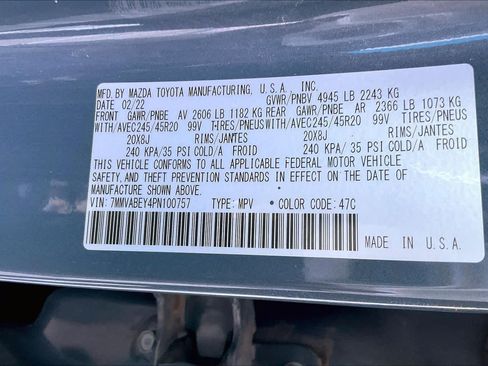 MFD. BY MAZDA TOYOTA MANUFACTURING, U.S.A., INC.
DATE 02/22 GVWR/PNBV 4945 LB 2243 KG
FRONT GAWR/PNBE AV 2606 LB 1182 KG REAR GAWR/PNBE AR 2366 LB 1073 KG
WITH/AVEC245/45R20 99V TIRES/PNEUS WITH/AVEC245/45R20 99V TIRES/PNEUS
20X8J RIMS/JANTES 20X8J RIMS/JANTES
240 KPA/35 PSI COLD/A FROID 240 KPA/35 PSI COLD/A FROID
THIS VEHICLE CONFORMS TO ALL APPLICABLE FEDERAL MOTOR VEHICLE
SAFETY, AND THEFT PREVENTION STANDARDS IN EFFECT ON THE DATE OF
MANUFACTURE SHOWN ABOVE.
VIN: 7MMVABEY4PN100757 TYPE: MPV • COLOR CODE: 47C
MADE IN U.S.A.